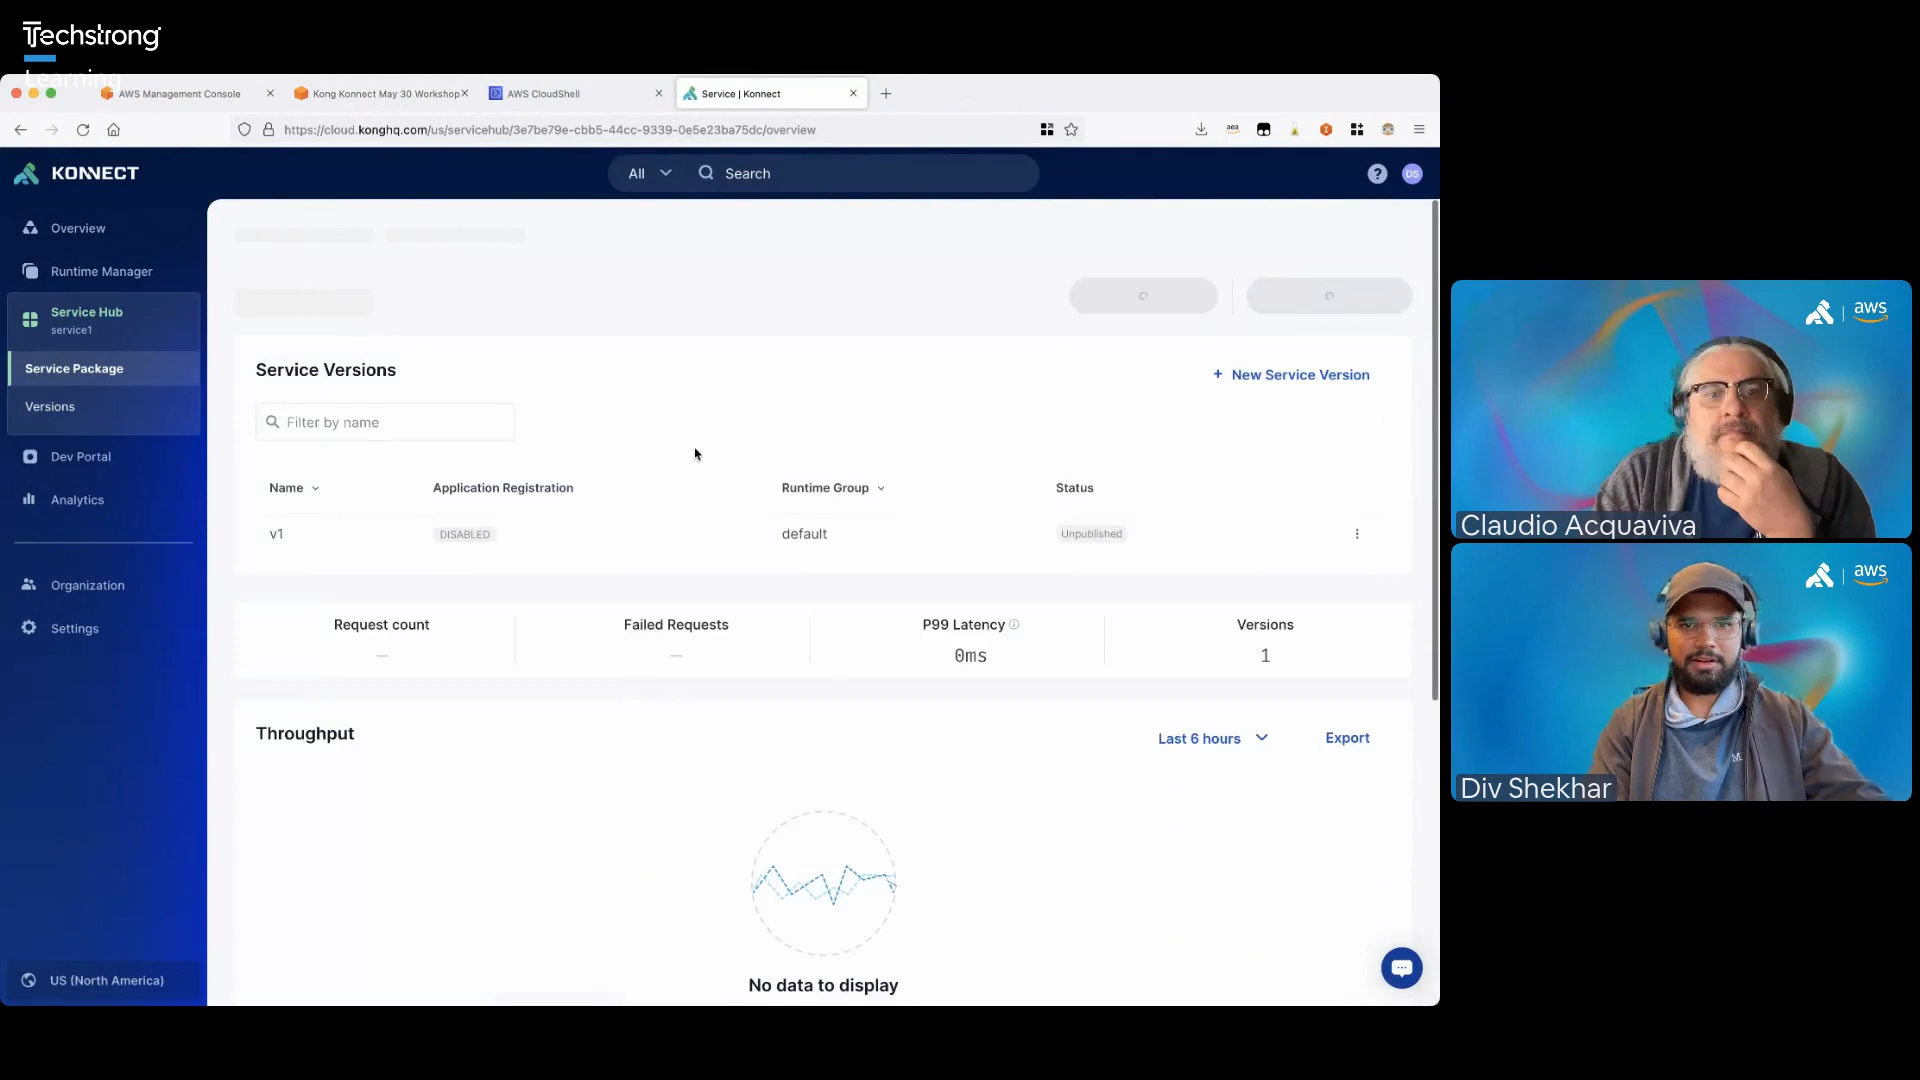 Techstrong
Learning
AWS Management Console
Kong Konnect May 30 Workshop
AWS CloudShell
Service | Konnect
https://cloud.konghq.com/us/servicehub/3e7be79e-cbb5-44cc-9339-0e5e23ba75dc/overview
KONNECT
All
Search
?
DS
Overview
Runtime Manager
Service Hub
service1
Service Package
Versions
Dev Portal
Analytics
Organization
Settings
US (North America)
Service Versions
+ New Service Version
Filter by name
Name
Application Registration
Runtime Group
Status
v1
DISABLED
default
Unpublished
Request count
Failed Requests
P99 Latency
Versions
—
—
0ms
1
Throughput
Last 6 hours
Export
No data to display
aws
Claudio Acquaviva
aws
Div Shekhar